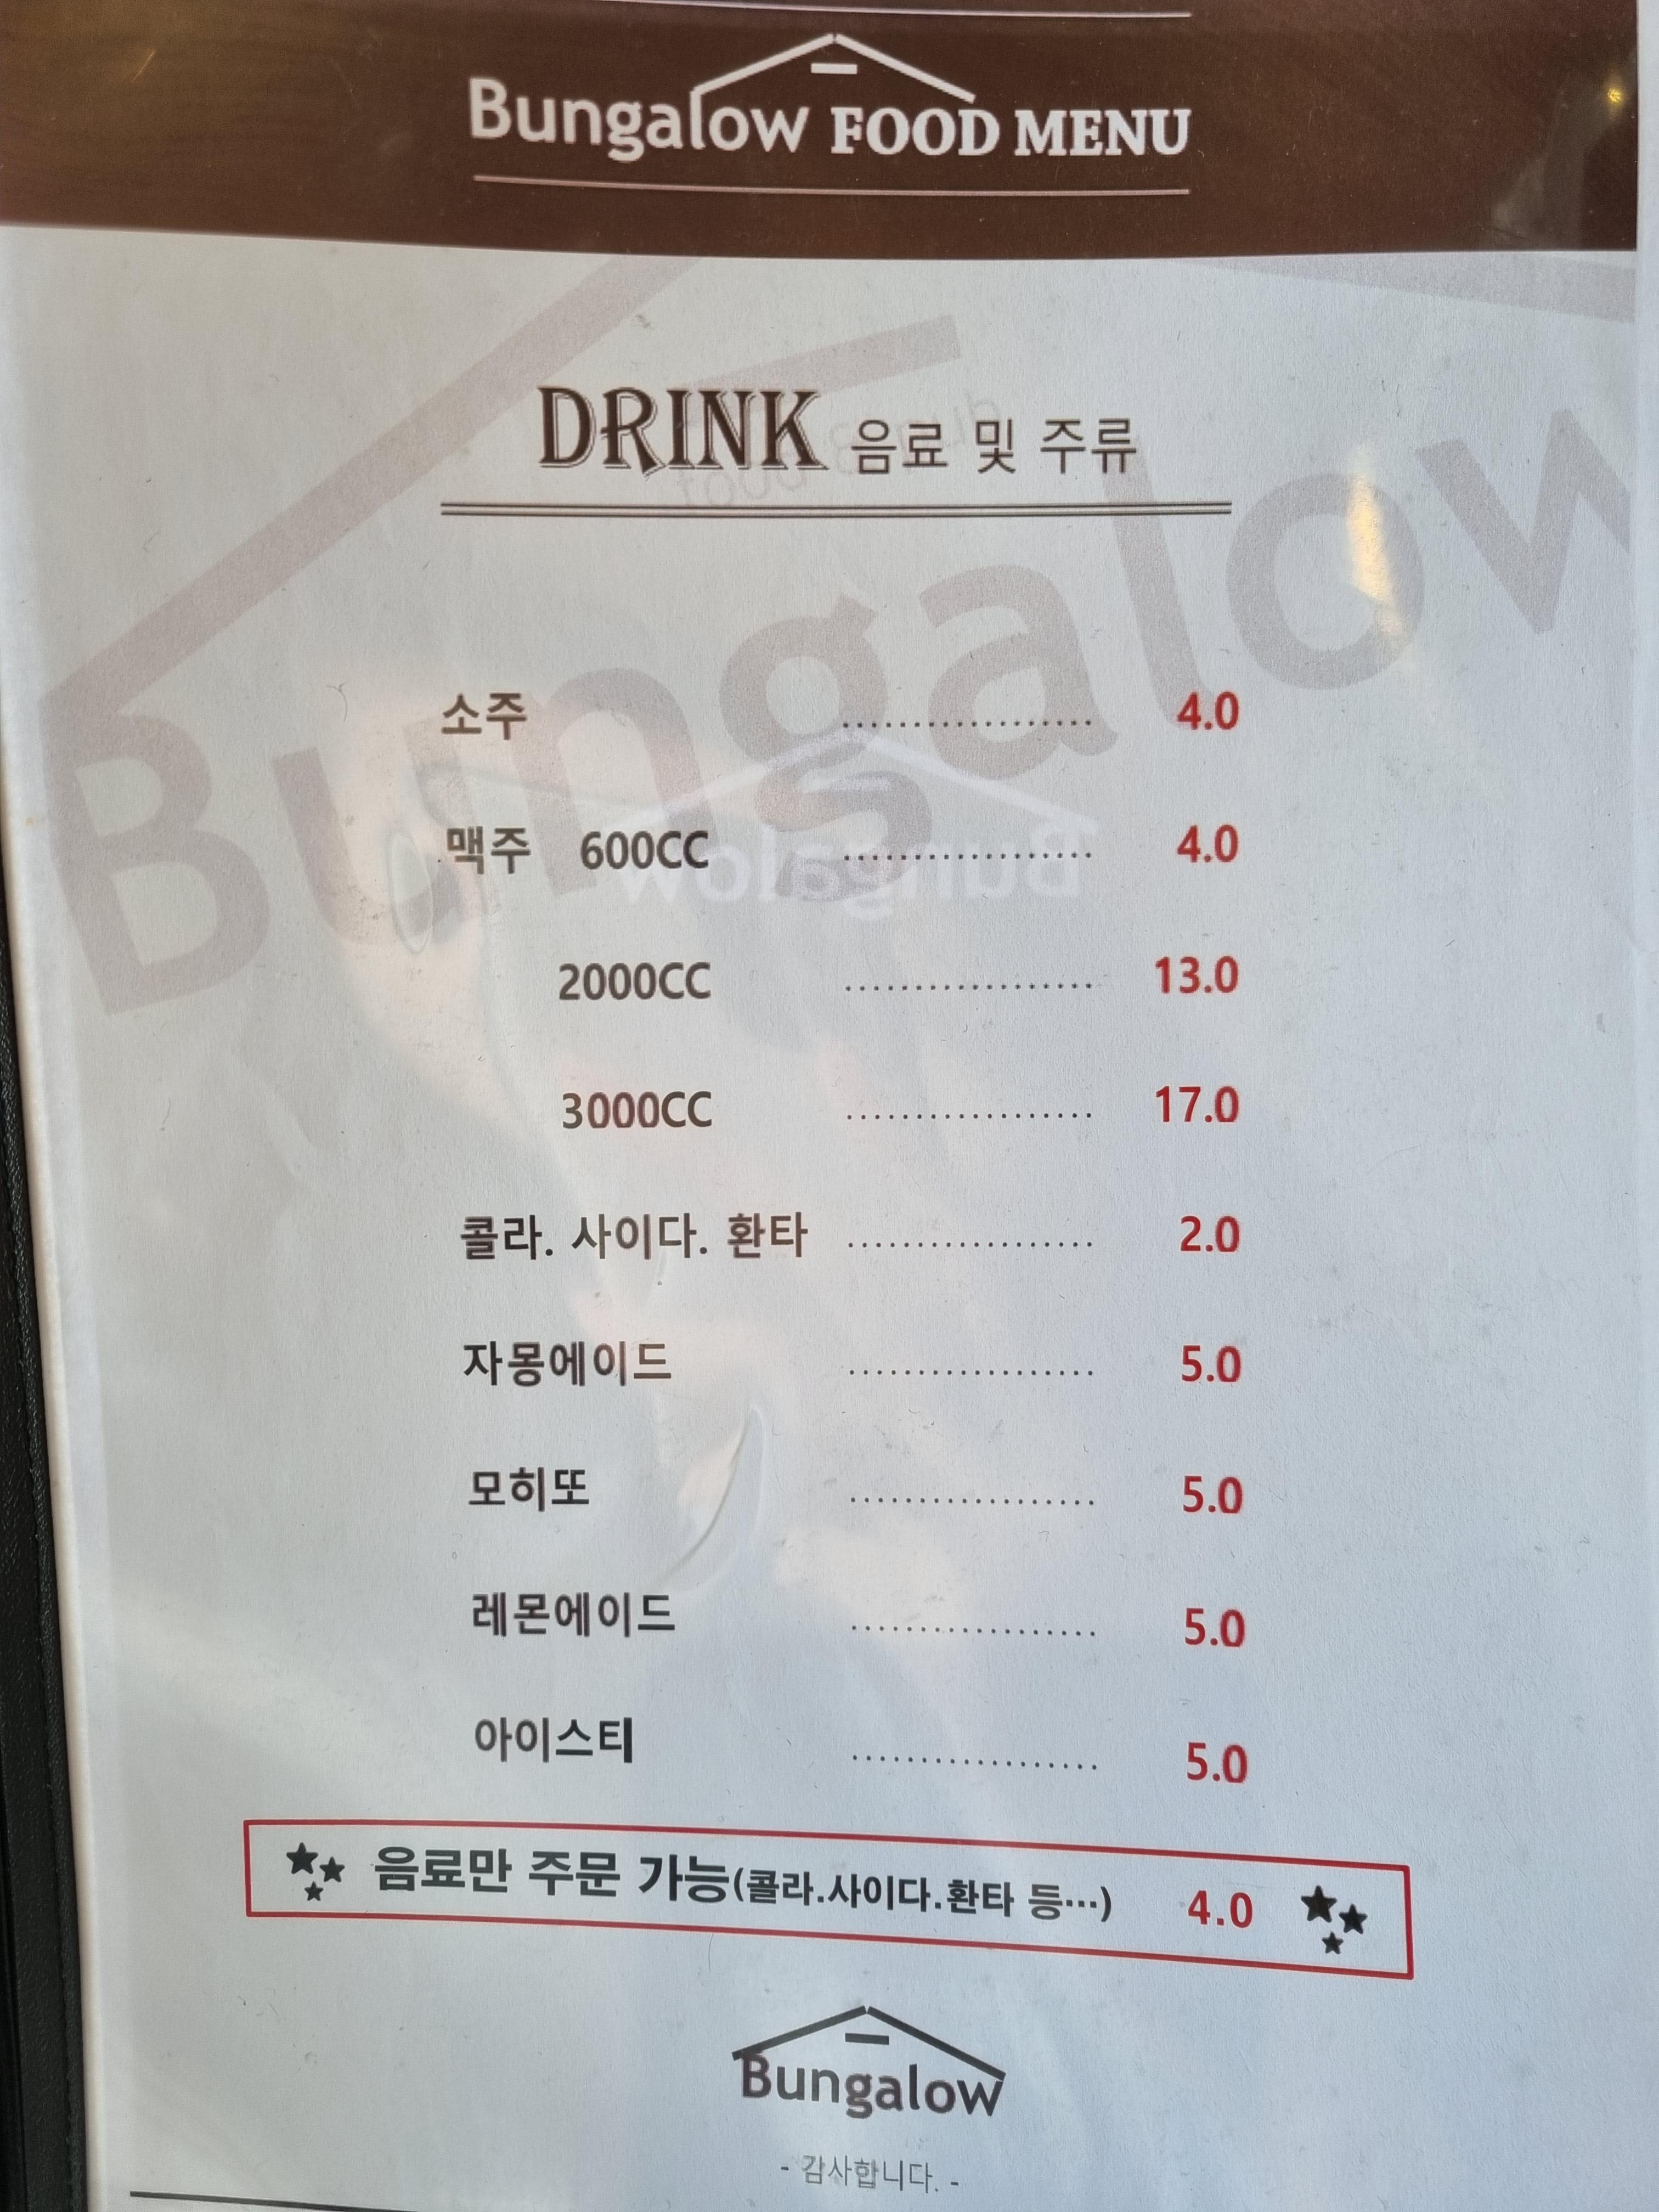 Bungalow FOOD MENU
DRINK 음료 및 주류
소주 .................. 4.0
맥주 600CC .................. 4.0
2000CC .................. 13.0
3000CC .................. 17.0
콜라. 사이다. 환타 .................. 2.0
자몽에이드 .................. 5.0
모히또 .................. 5.0
레몬에이드 .................. 5.0
아이스티 .................. 5.0
음료만 주문 가능(콜라.사이다.환타 등…) 4.0
Bungalow
- 감사합니다. -
Bungalow